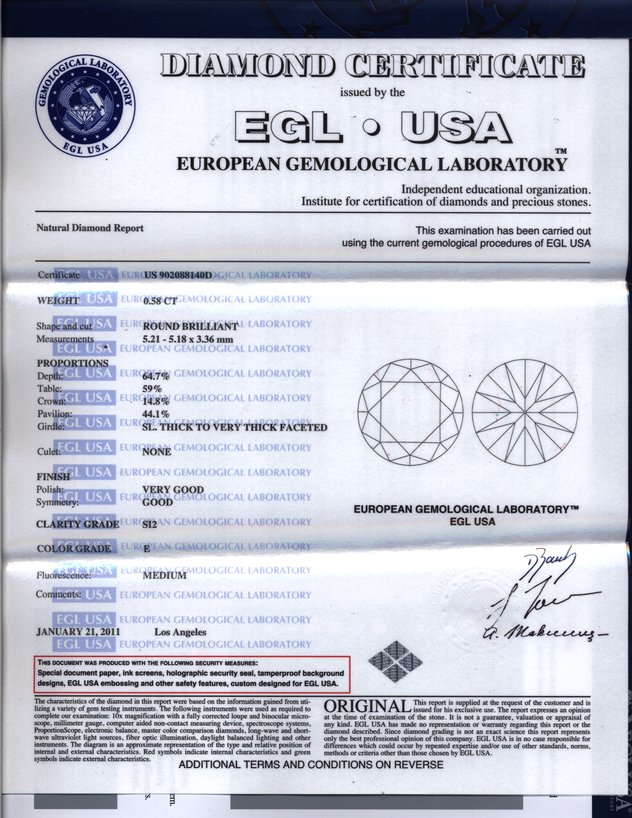 GEMOLOGICAL LABORATORY
EGL USA
DIAMOND CERTIFICATE
issued by the
EGL • USA
EUROPEAN GEMOLOGICAL LABORATORY™
Independent educational organization.
Institute for certification of diamonds and precious stones.
Natural Diamond Report
This examination has been carried out
using the current gemological procedures of EGL USA
Certificate US 902088140D
WEIGHT 0.58 CT
Shape and cut ROUND BRILLIANT
Measurements 5.21 - 5.18 x 3.36 mm
PROPORTIONS
Depth: 64.7%
Table: 59%
Crown: 14.8%
Pavilion: 44.1%
Girdle: SL. THICK TO VERY THICK FACETED
Culet: NONE
FINISH
Polish: VERY GOOD
Symmetry: GOOD
CLARITY GRADE SI2
COLOR GRADE E
Fluorescence: MEDIUM
Comments:
JANUARY 21, 2011 Los Angeles
EUROPEAN GEMOLOGICAL LABORATORY™
EGL USA
THIS DOCUMENT WAS PRODUCED WITH THE FOLLOWING SECURITY MEASURES:
Special document paper, ink screens, holographic security seal, tamperproof background
designs, EGL USA embossing and other safety features, custom designed for EGL USA.
The characteristics of the diamond in this report were based on the information gained from uti-
lizing a variety of gem testing instruments. The following instruments were used as required to
complete our examination: 10x magnification with a fully corrected loupe and binocular micro-
scope, millimeter gauge, computer aided non-contact measuring device, spectroscope systems,
ProportionScope, electronic balance, master color comparison diamonds, long-wave and short-
wave ultraviolet light sources, fiber optic illumination, daylight balanced lighting and other
instruments. The diagram is an approximate representation of the type and relative position of
internal and external characteristics. Red symbols indicate internal characteristics and green
symbols indicate external characteristics.
ORIGINAL This report is supplied at the request of the customer and is
issued for his exclusive use. The report expresses an opinion
at the time of examination of the stone. It is not a guarantee, valuation or appraisal of
any kind. EGL USA has made no representation or warranty regarding this report or the
diamond described. Since diamond grading is not an exact science this report represents
only the best professional opinion of this company. EGL USA is in no case responsible for
differences which could by repeated expertise and/or use of other standards, norms,
methods or criteria other than those chosen by EGL USA.
ADDITIONAL TERMS AND CONDITIONS ON REVERSE